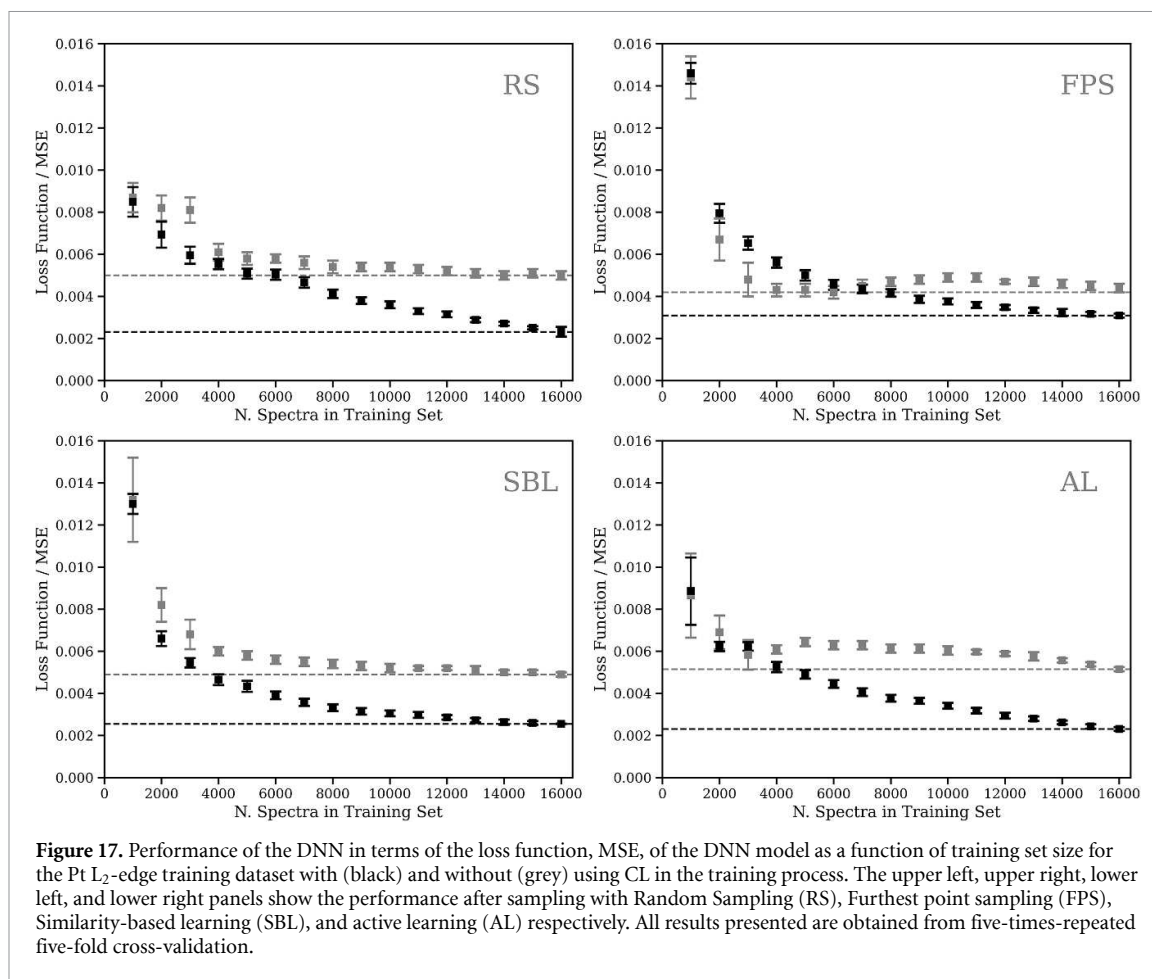 0.016
0.014
0.012
0.010
0.008
0.006
0.004
0.002
0.000
Loss Function / MSE
RS
0 2000 4000 6000 8000 10000 12000 14000 16000
N. Spectra in Training Set
0.016
0.014
0.012
0.010
0.008
0.006
0.004
0.002
0.000
Loss Function / MSE
FPS
0 2000 4000 6000 8000 10000 12000 14000 16000
N. Spectra in Training Set
0.016
0.014
0.012
0.010
0.008
0.006
0.004
0.002
0.000
Loss Function / MSE
SBL
0 2000 4000 6000 8000 10000 12000 14000 16000
N. Spectra in Training Set
0.016
0.014
0.012
0.010
0.008
0.006
0.004
0.002
0.000
Loss Function / MSE
AL
0 2000 4000 6000 8000 10000 12000 14000 16000
N. Spectra in Training Set
Figure 17. Performance of the DNN in terms of the loss function, MSE, of the DNN model as a function of training set size for
the Pt L₂-edge training dataset with (black) and without (grey) using CL in the training process. The upper left, upper right, lower
left, and lower right panels show the performance after sampling with Random Sampling (RS), Furthest point sampling (FPS),
Similarity-based learning (SBL), and active learning (AL) respectively. All results presented are obtained from five-times-repeated
five-fold cross-validation.